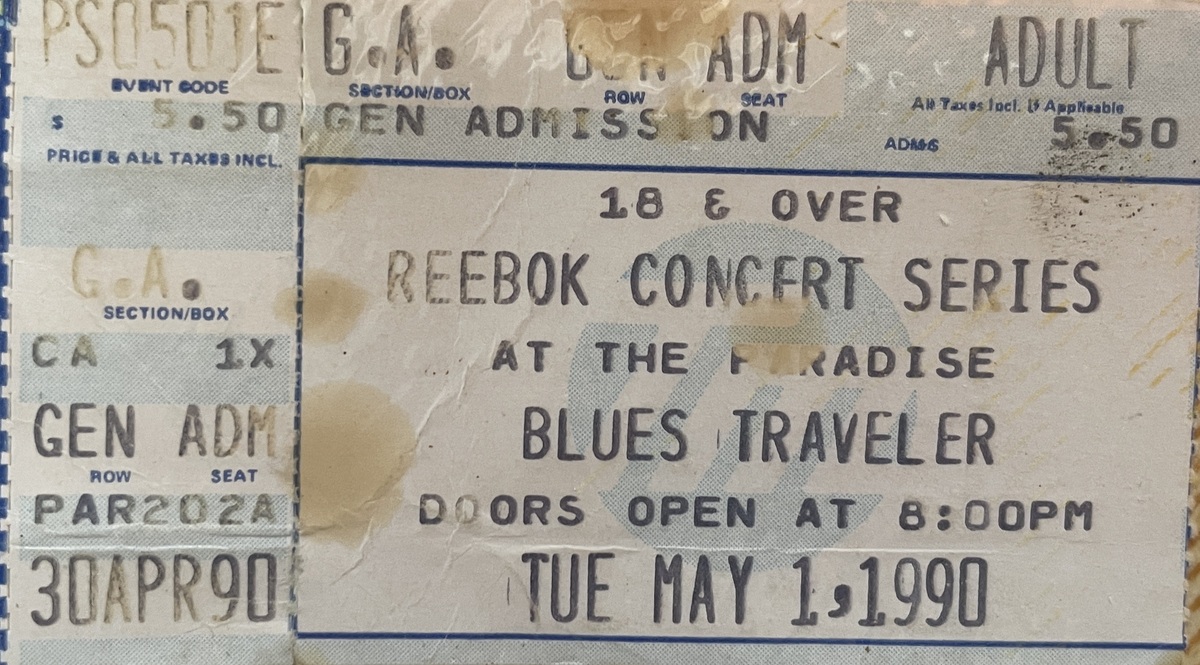 PS0501E
EVENT CODE
$ 5.50
PRICE & ALL TAXES INCL.
G.A.
SECTION/BOX
CA 1X
GEN ADM
ROW SEAT
PAR202A
30APR90
G.A. GEN ADM ADULT
SECTION/BOX ROW SEAT All Taxes Incl. If Applicable
GEN ADMISSION ADMS 5.50
18 & OVER
REEBOK CONCERT SERIES
AT THE PARADISE
BLUES TRAVELER
DOORS OPEN AT 8:00PM
TUE MAY 1,1990